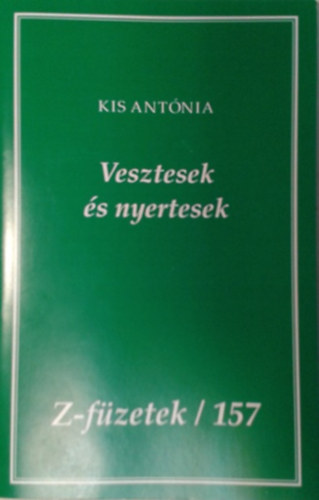 KIS ANTÓNIA
Vesztesek
és nyertesek
Z-füzetek / 157